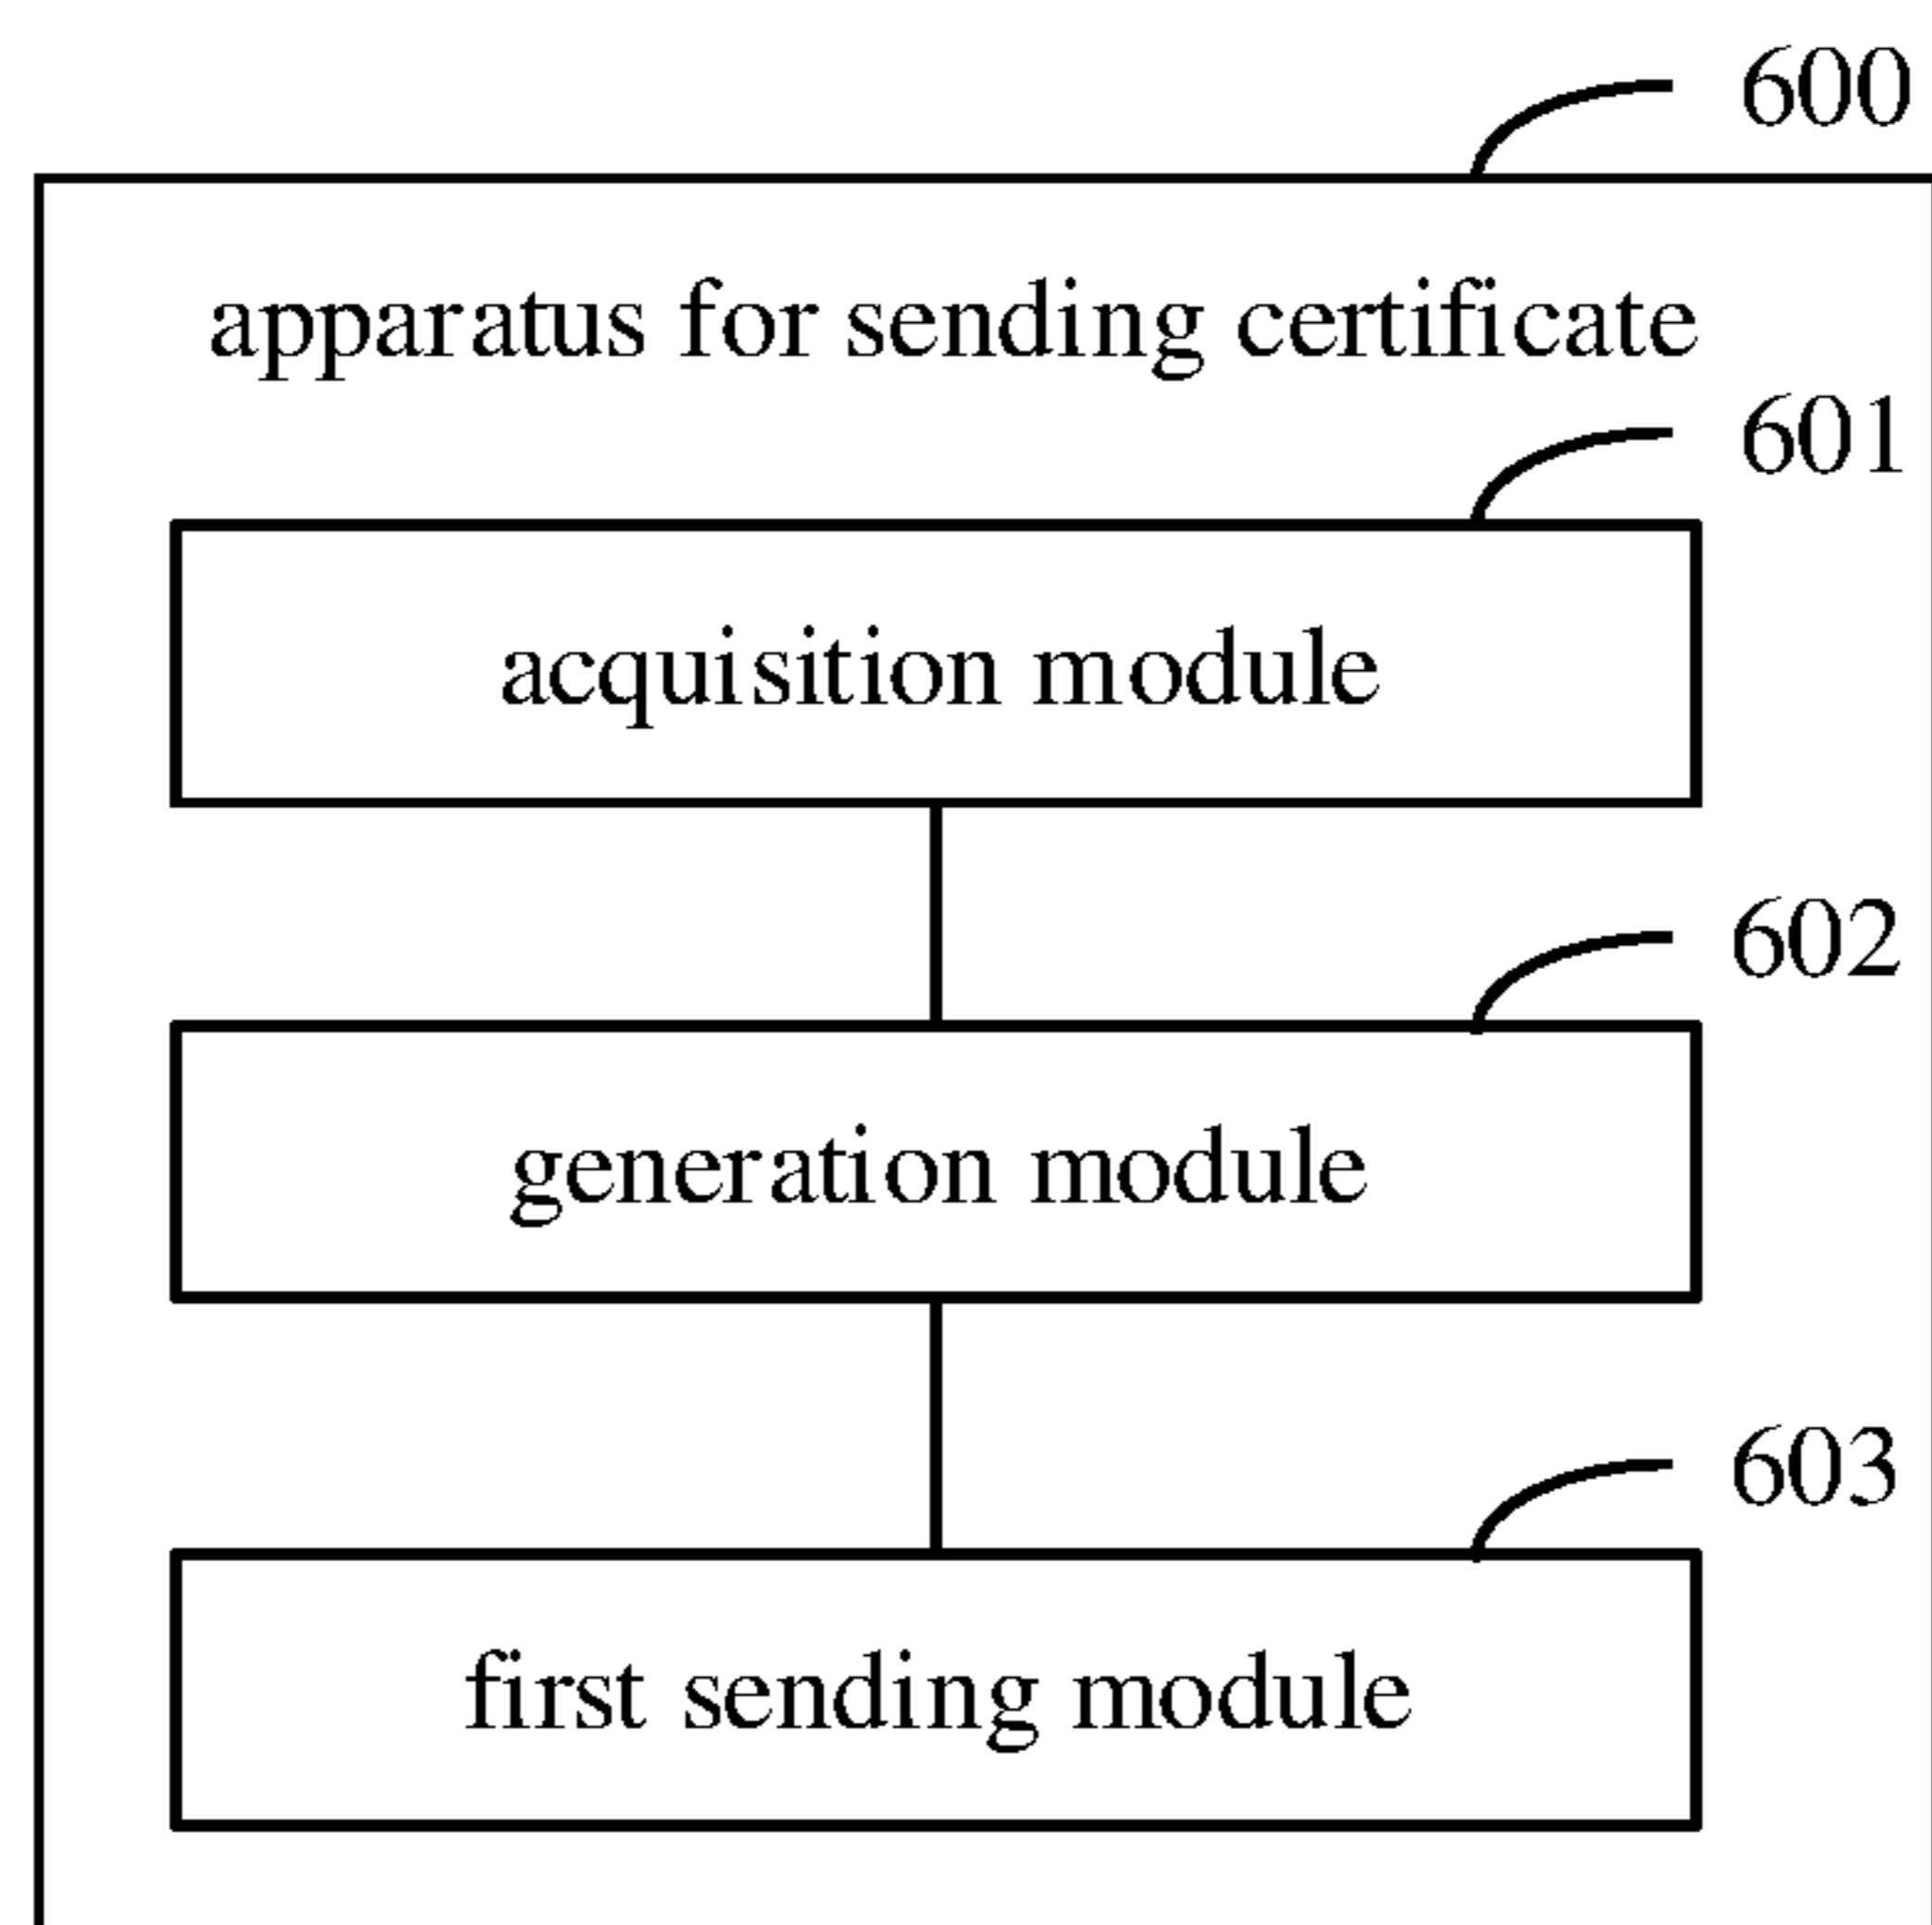 600
apparatus for sending certificate
601
acquisition module
602
generation module
603
first sending module